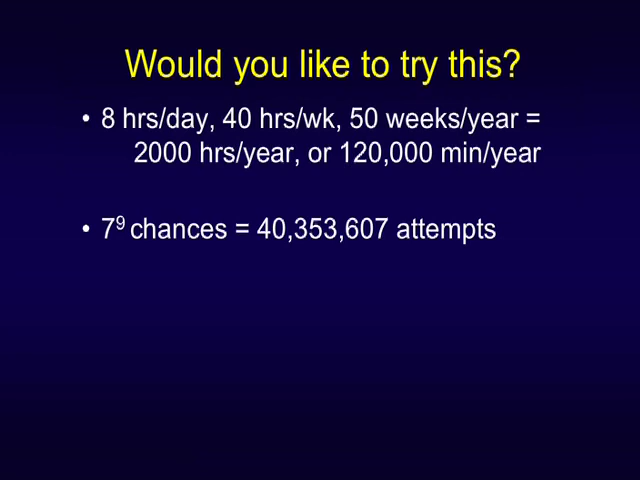 Would you like to try this?
• 8 hrs/day, 40 hrs/wk, 50 weeks/year =
2000 hrs/year, or 120,000 min/year
• 7⁹ chances = 40,353,607 attempts